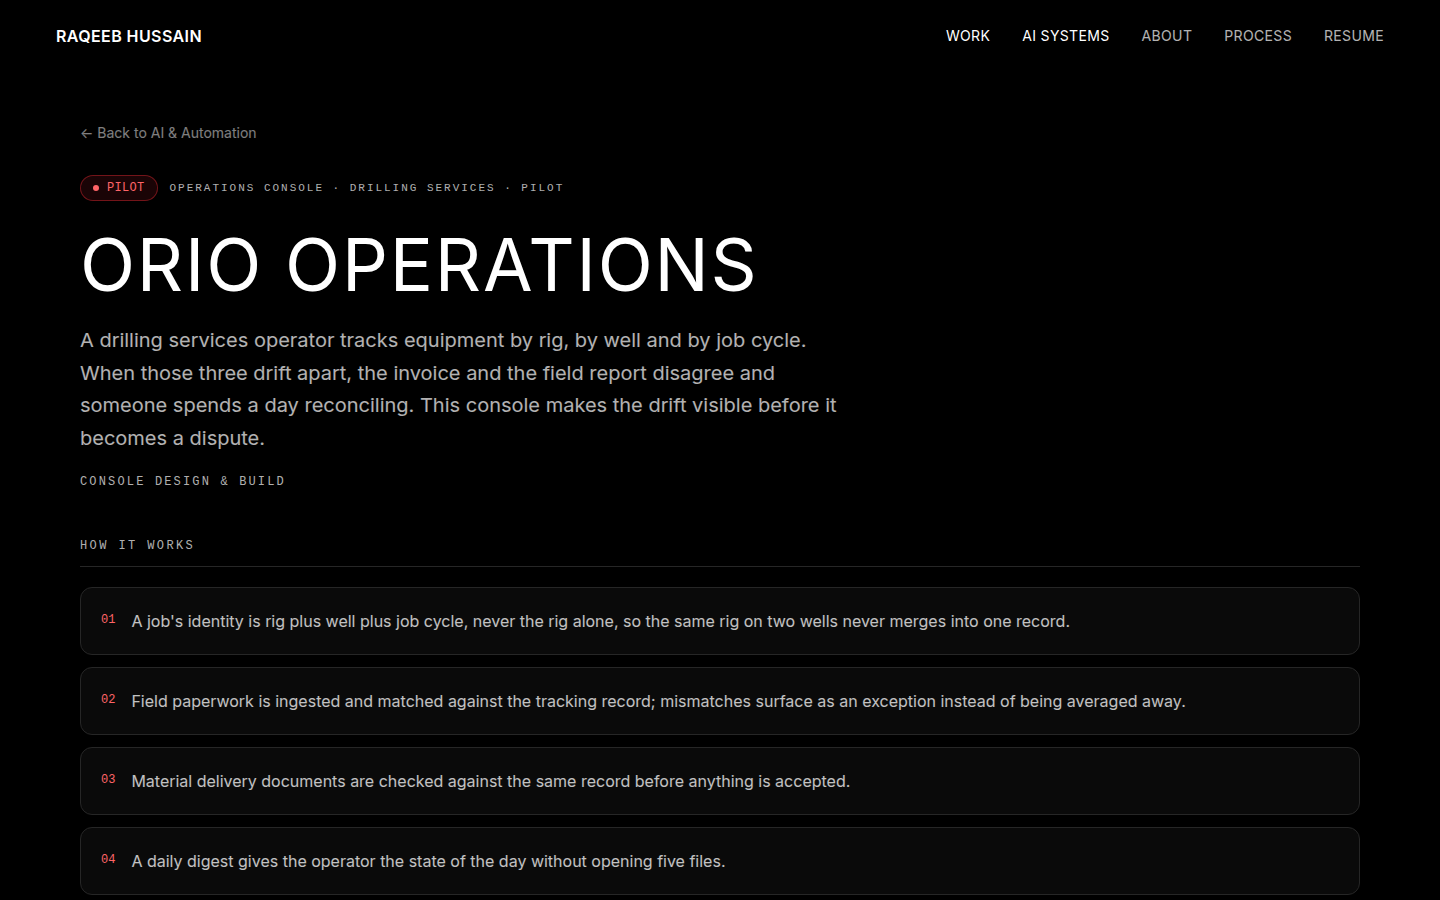 RAQEEB HUSSAIN
WORK AI SYSTEMS ABOUT PROCESS RESUME
← Back to AI & Automation
PILOT OPERATIONS CONSOLE · DRILLING SERVICES · PILOT
ORIO OPERATIONS
A drilling services operator tracks equipment by rig, by well and by job cycle.
When those three drift apart, the invoice and the field report disagree and
someone spends a day reconciling. This console makes the drift visible before it
becomes a dispute.
CONSOLE DESIGN & BUILD
HOW IT WORKS
01 A job's identity is rig plus well plus job cycle, never the rig alone, so the same rig on two wells never merges into one record.
02 Field paperwork is ingested and matched against the tracking record; mismatches surface as an exception instead of being averaged away.
03 Material delivery documents are checked against the same record before anything is accepted.
04 A daily digest gives the operator the state of the day without opening five files.